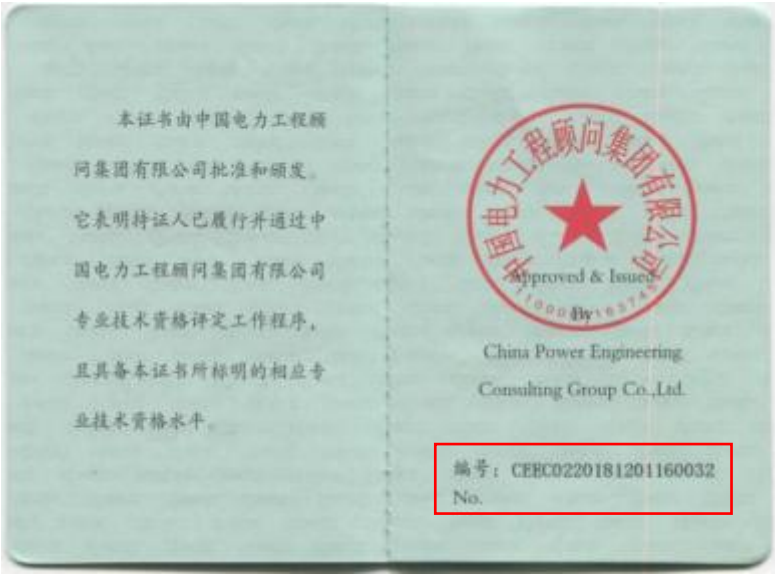 本证书由中国电力工程顾
问集团有限公司批准和颁发。
它表明持证人已履行并通过中
国电力工程顾问集团有限公司
专业技术资格评定工作程序，
且具备本证书所标明的相应专
业技术资格水平。
中国电力工程顾问集团有限公司
Approved & Issued
By
China Power Engineering
Consulting Group Co.,Ltd.
编号：CEEC0220181201160032
No.